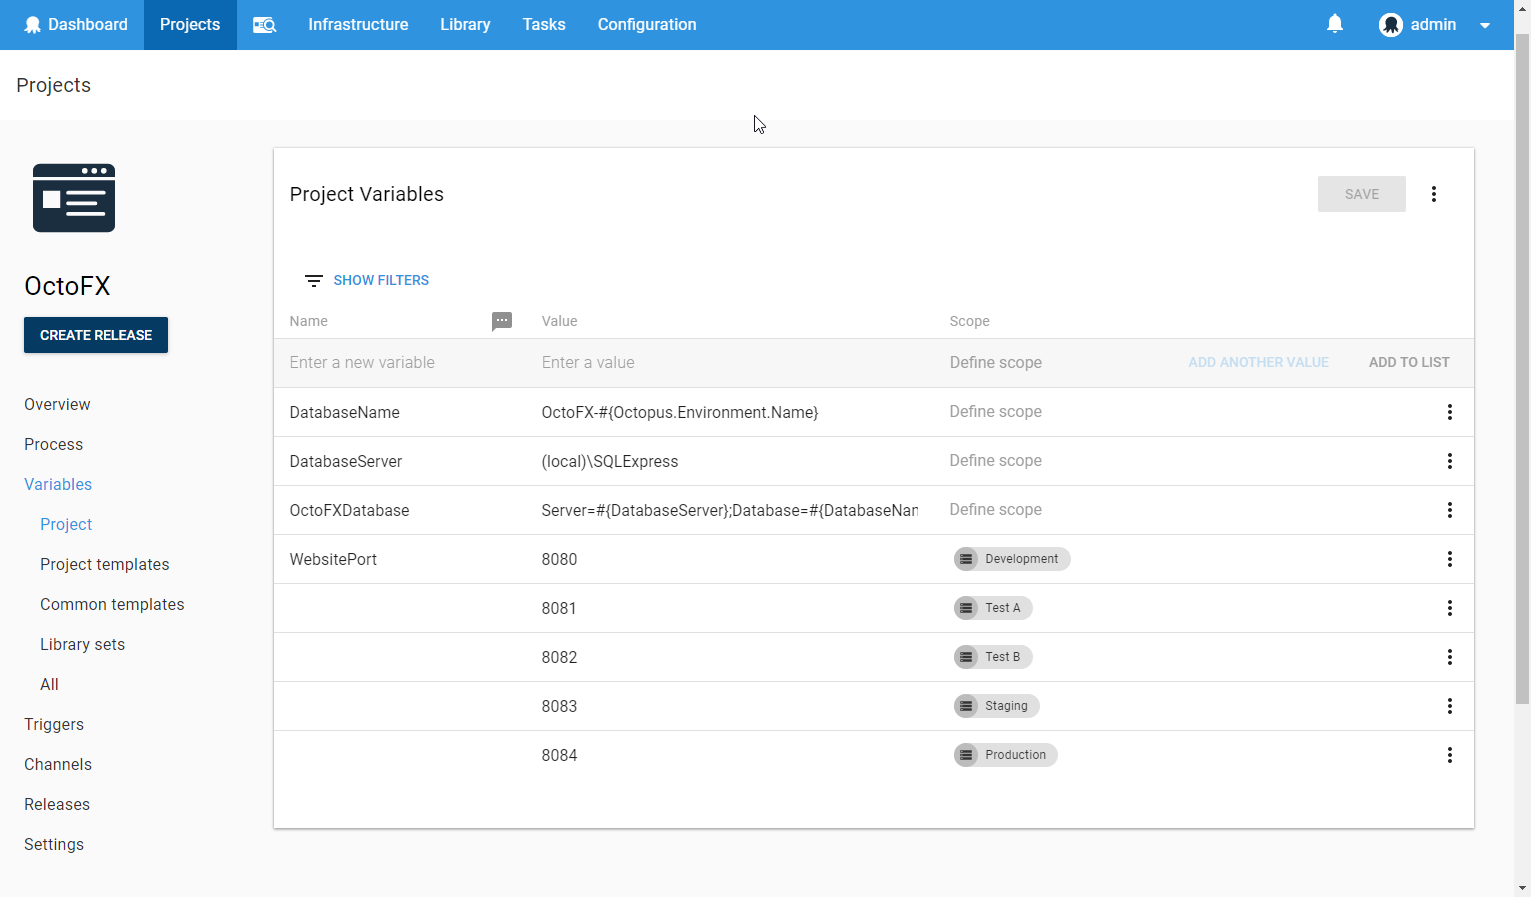 Dashboard Projects Infrastructure Library Tasks Configuration admin
Projects
Project Variables
SAVE
OctoFX
CREATE RELEASE
Overview
Process
Variables
Project
Project templates
Common templates
Library sets
All
Triggers
Channels
Releases
Settings
SHOW FILTERS
Name Value Scope
Enter a new variable Enter a value Define scope ADD ANOTHER VALUE ADD TO LIST
DatabaseName OctoFX-#{Octopus.Environment.Name} Define scope
DatabaseServer (local)\SQLExpress Define scope
OctoFXDatabase Server=#{DatabaseServer};Database=#{DatabaseNan Define scope
WebsitePort 8080 Development
8081 Test A
8082 Test B
8083 Staging
8084 Production